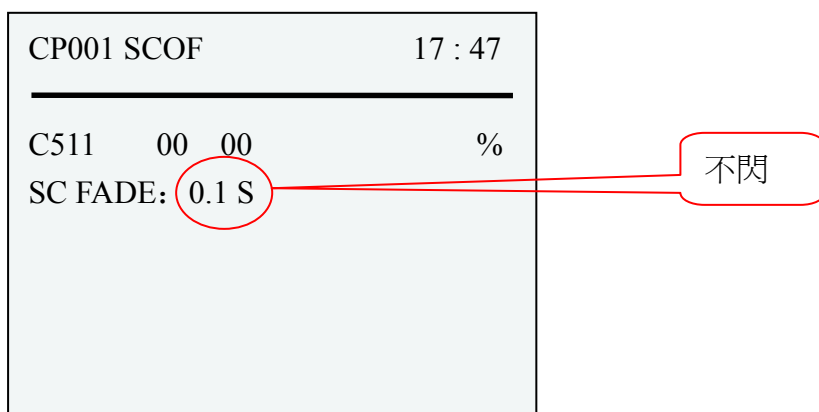 CP001 SCOF 17 : 47
C511 00 00 %
SC FADE：0.1 S
不閃